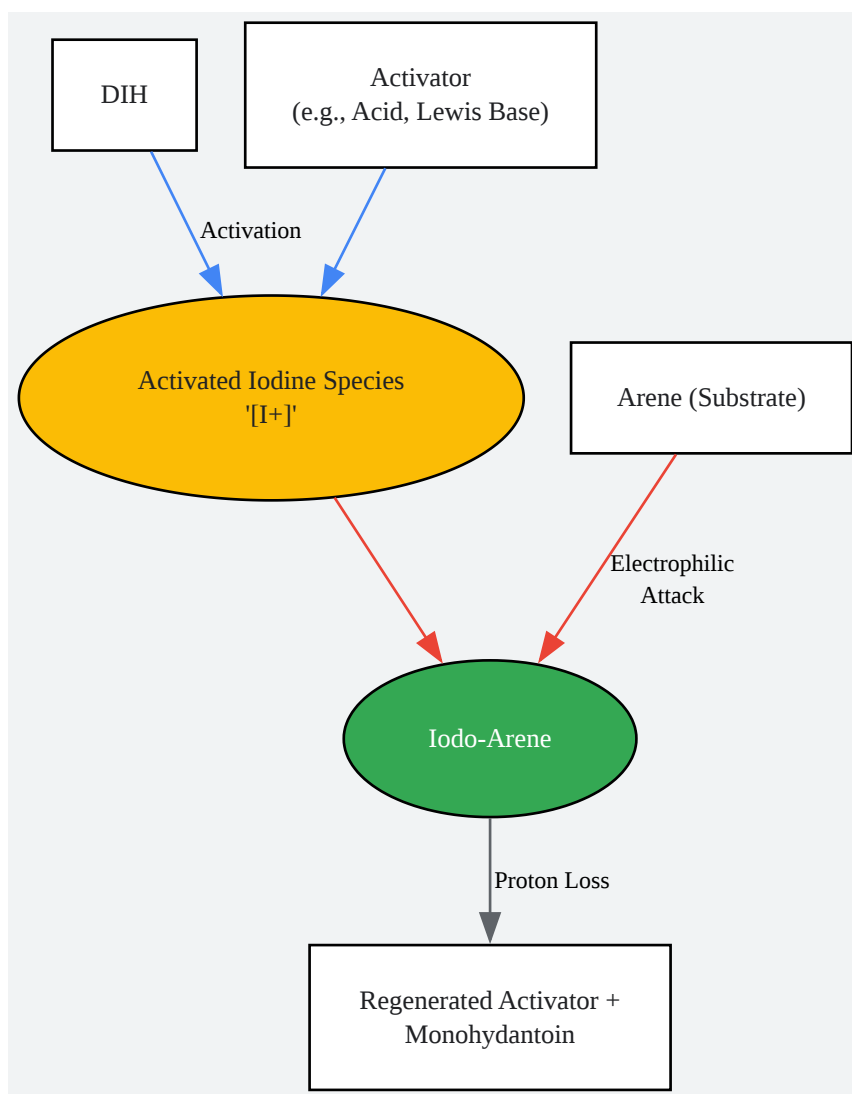 DIH
Activator
(e.g., Acid, Lewis Base)
Activation
Activated Iodine Species
'[I+]'
Arene (Substrate)
Electrophilic
Attack
Iodo-Arene
Proton Loss
Regenerated Activator +
Monohydantoin